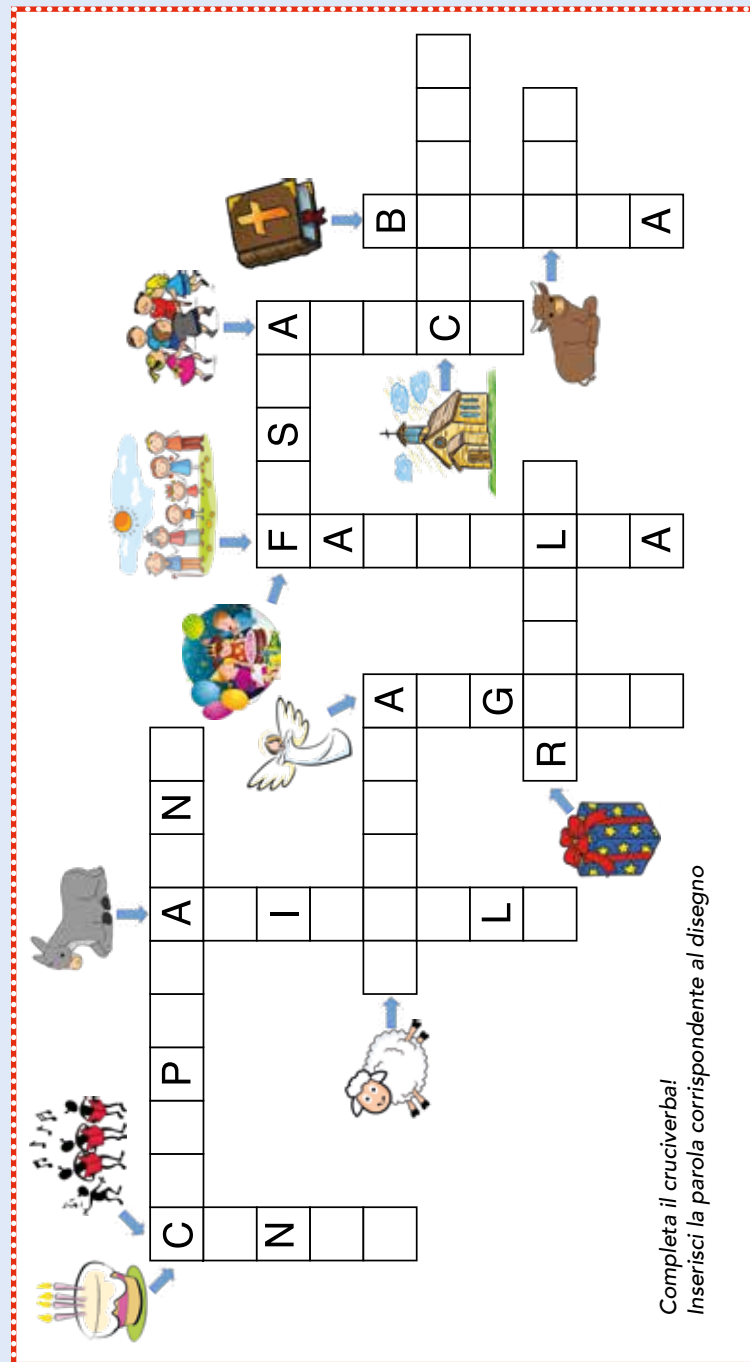 C P A N
N I F S A
A
A B
C
L G
R L
A A
Completa il cruciverba!
Inserisci la parola corrispondente al disegno